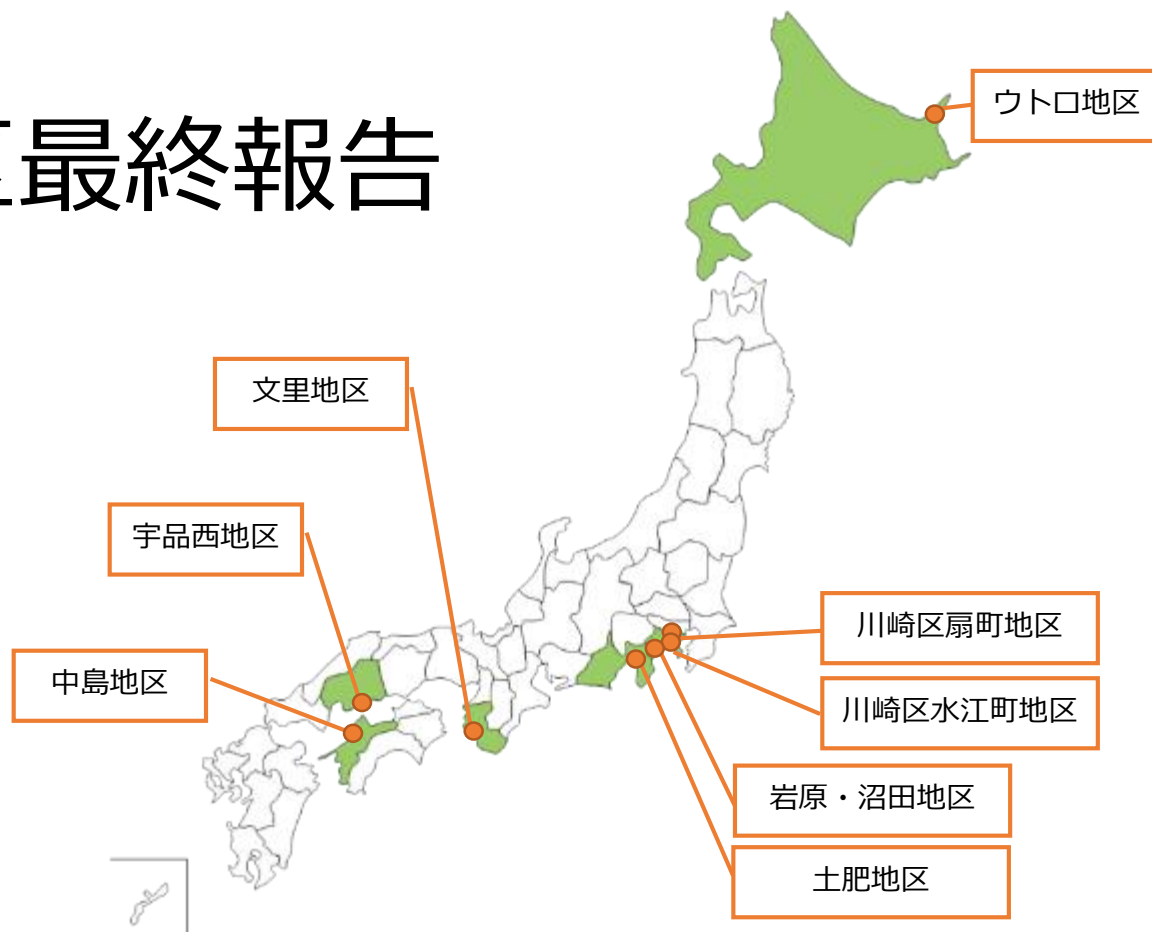 区最終報告
ウトロ地区
文里地区
宇品西地区
川崎区扇町地区
中島地区
川崎区水江町地区
岩原・沼田地区
土肥地区